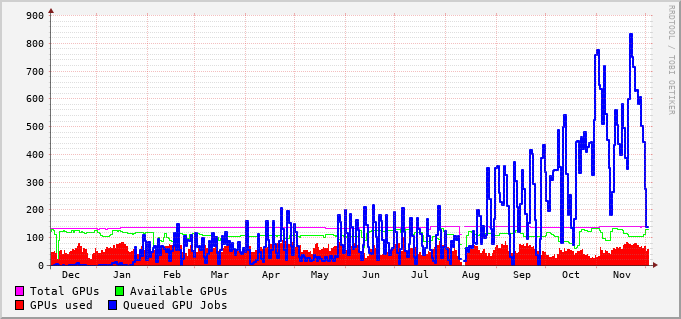 RRDTOOL / TOBI OETIKER
900
800
700
600
500
400
300
200
100
0
Dec Jan Feb Mar Apr May Jun Jul Aug Sep Oct Nov
Total GPUs Available GPUs
GPUs used Queued GPU Jobs